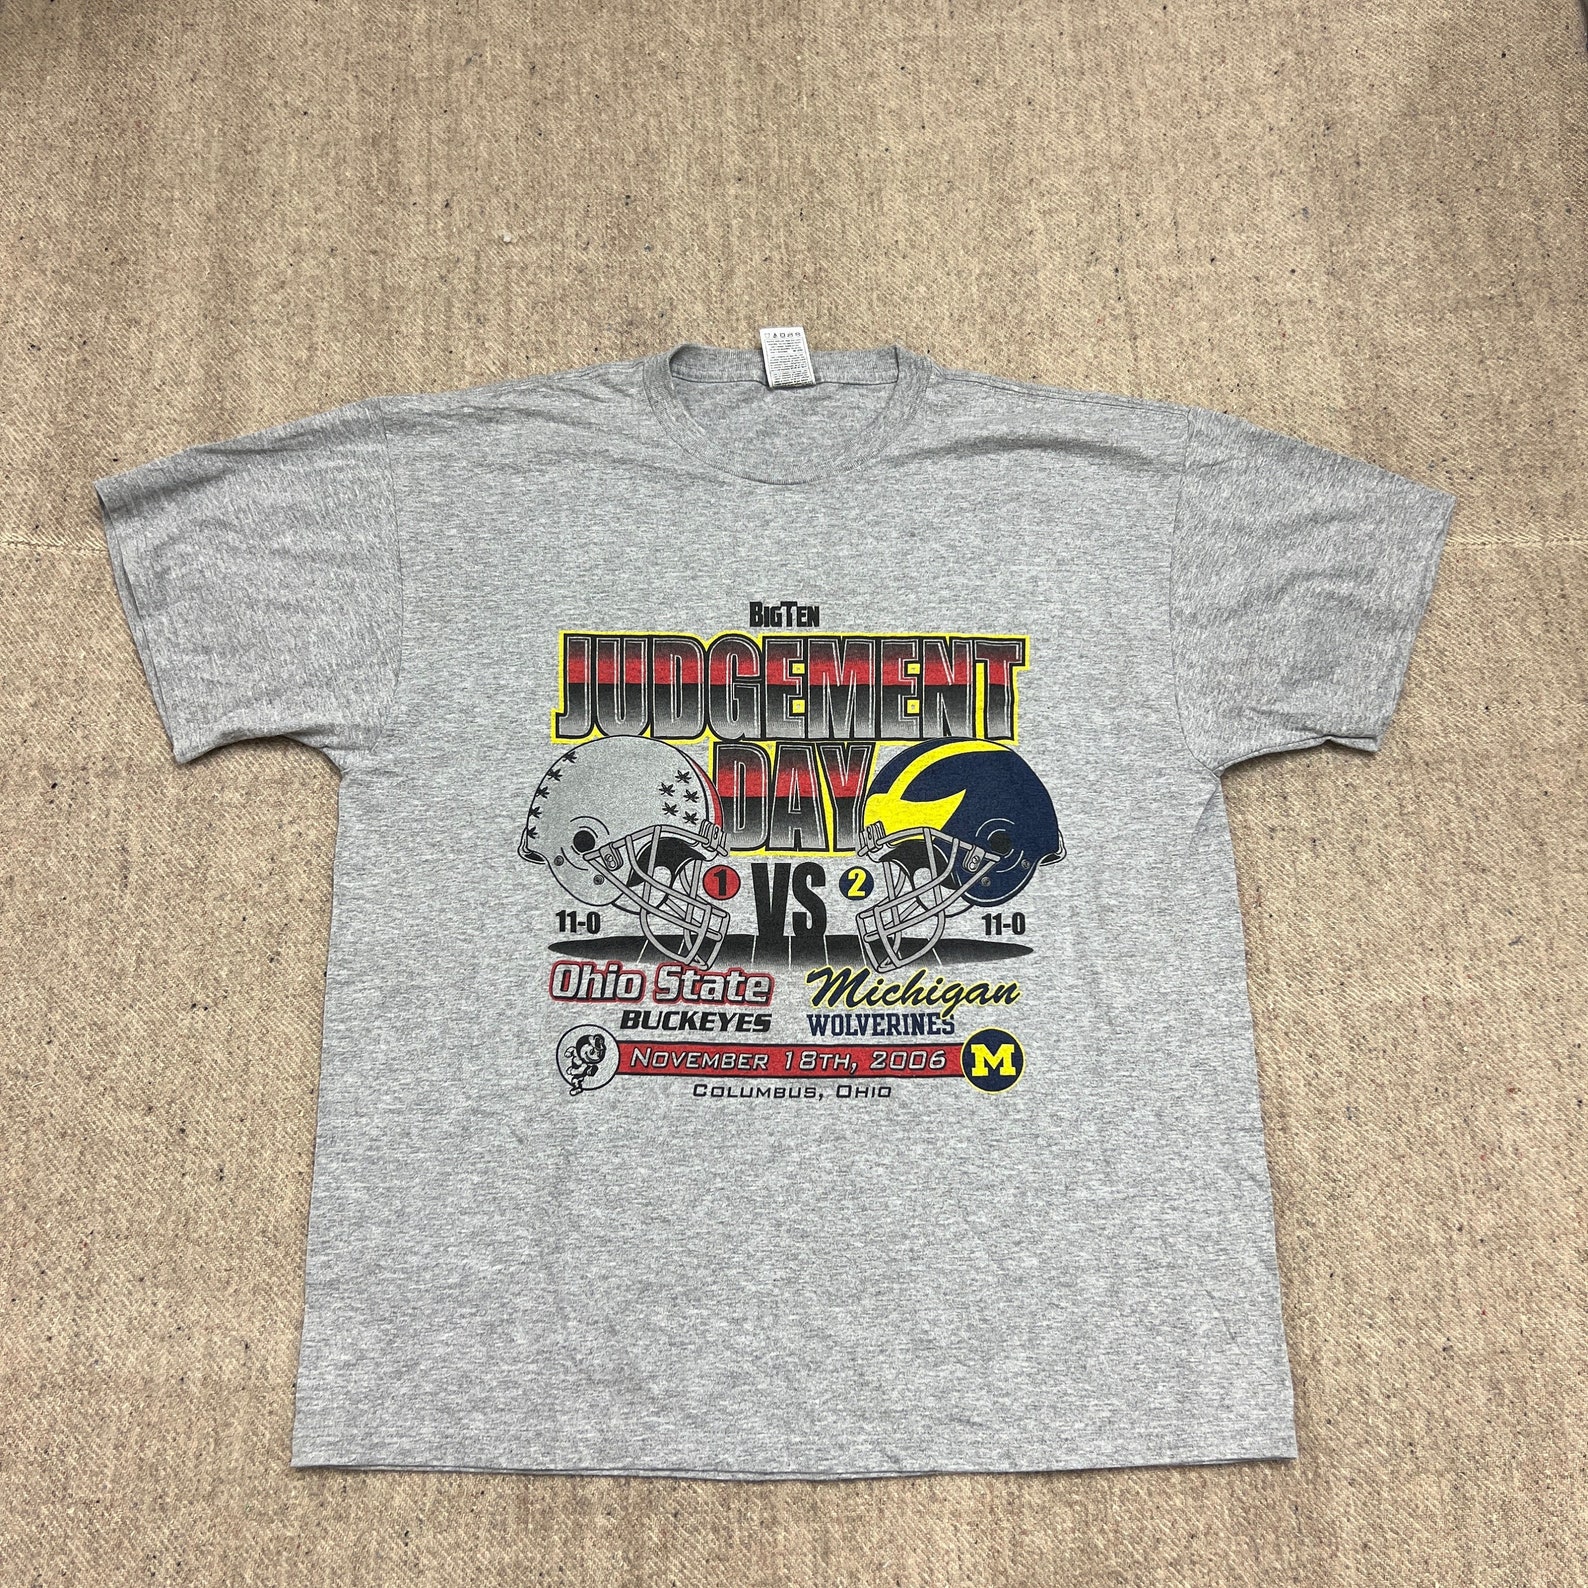 BIGTEN
JUDGEMENT
DAY
1 VS 2
11-0 11-0
Ohio State Michigan
BUCKEYES WOLVERINES
M
NOVEMBER 18TH, 2006
COLUMBUS, OHIO